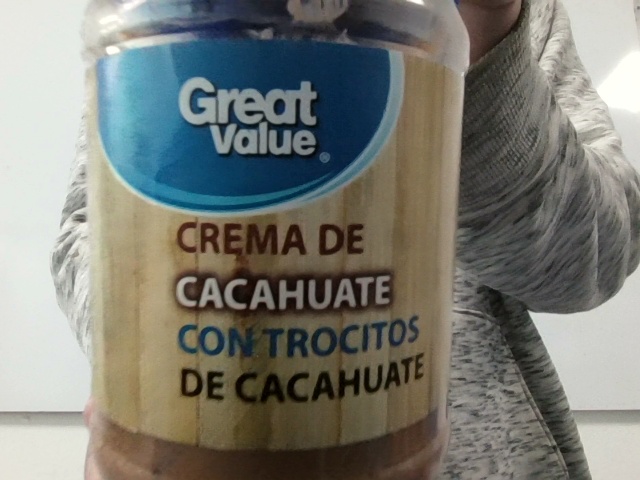 Great
Value®
CREMA DE
CACAHUATE
CON TROCITOS
DE CACAHUATE